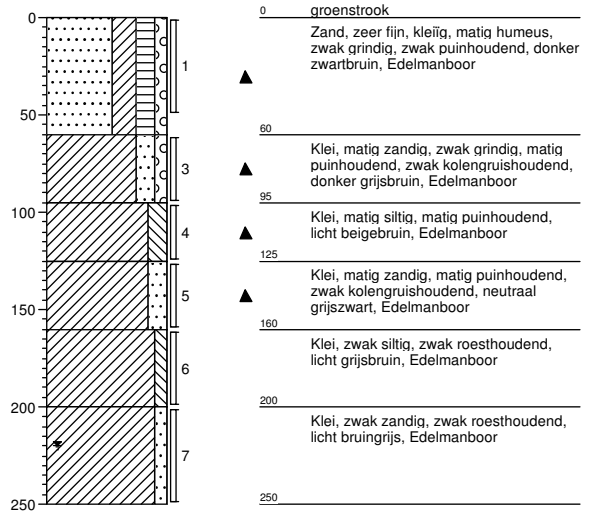 0
50
100
150
200
250
1
3
4
5
6
7
0 groenstrook
Zand, zeer fijn, kleiïg, matig humeus,
zwak grindig, zwak puinhoudend, donker
zwartbruin, Edelmanboor
60
Klei, matig zandig, zwak grindig, matig
puinhoudend, zwak kolengruishoudend,
donker grijsbruin, Edelmanboor
95
Klei, matig siltig, matig puinhoudend,
licht beigebruin, Edelmanboor
125
Klei, matig zandig, matig puinhoudend,
zwak kolengruishoudend, neutraal
grijszwart, Edelmanboor
160
Klei, zwak siltig, zwak roesthoudend,
licht grijsbruin, Edelmanboor
200
Klei, zwak zandig, zwak roesthoudend,
licht bruingrijs, Edelmanboor
250